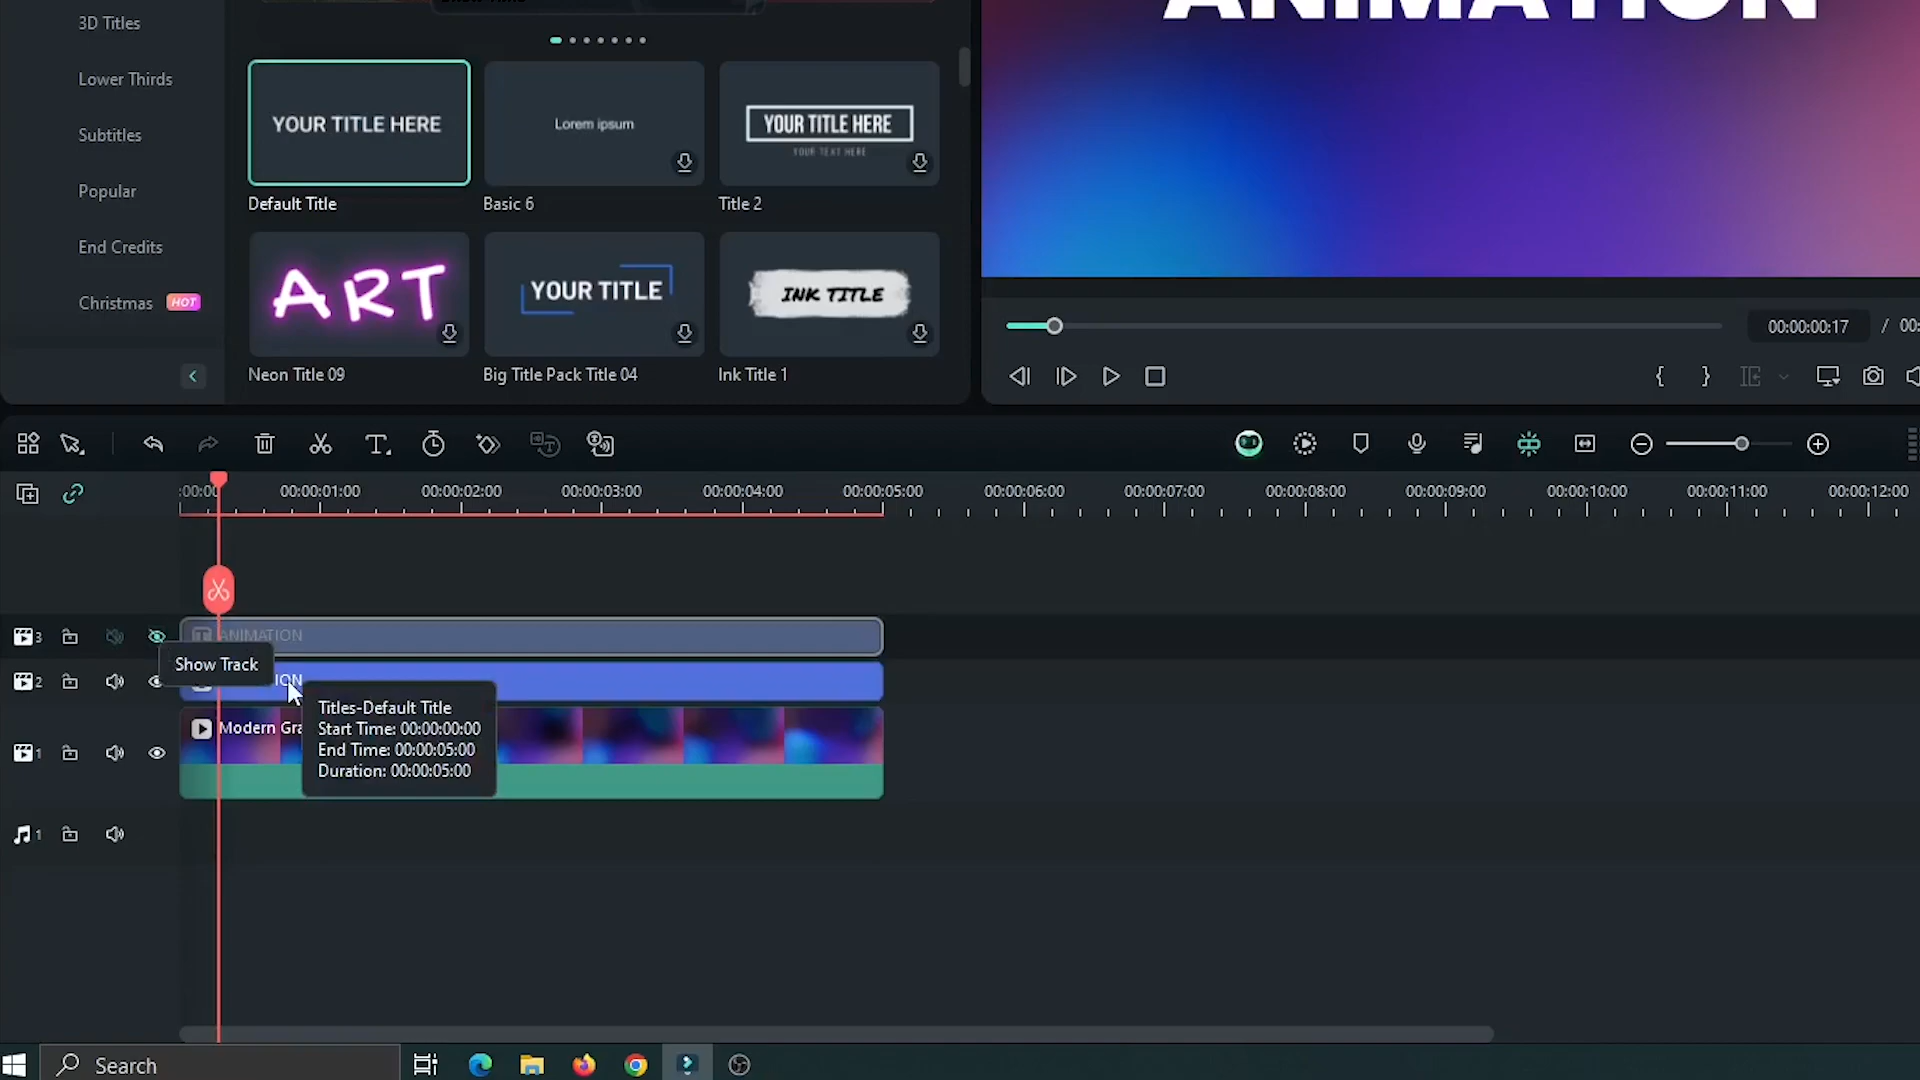 3D Titles
Lower Thirds
Subtitles
Popular
End Credits
Christmas HOT
YOUR TITLE HERE
Default Title
Lorem ipsum
Basic 6
YOUR TITLE HERE
YOUR TEXT HERE
Title 2
ART
Neon Title 09
YOUR TITLE
Big Title Pack Title 04
INK TITLE
Ink Title 1
ANIMATION
00:00:00:17 / 00:
:00:00
00:00:01:00
00:00:02:00
00:00:03:00
00:00:04:00
00:00:05:00
00:00:06:00
00:00:07:00
00:00:08:00
00:00:09:00
00:00:10:00
00:00:11:00
00:00:12:00
3
ANIMATION
Show Track
2
ION
Titles-Default Title
Start Time: 00:00:00:00
End Time: 00:00:05:00
Duration: 00:00:05:00
1
Modern Gra
1
Search